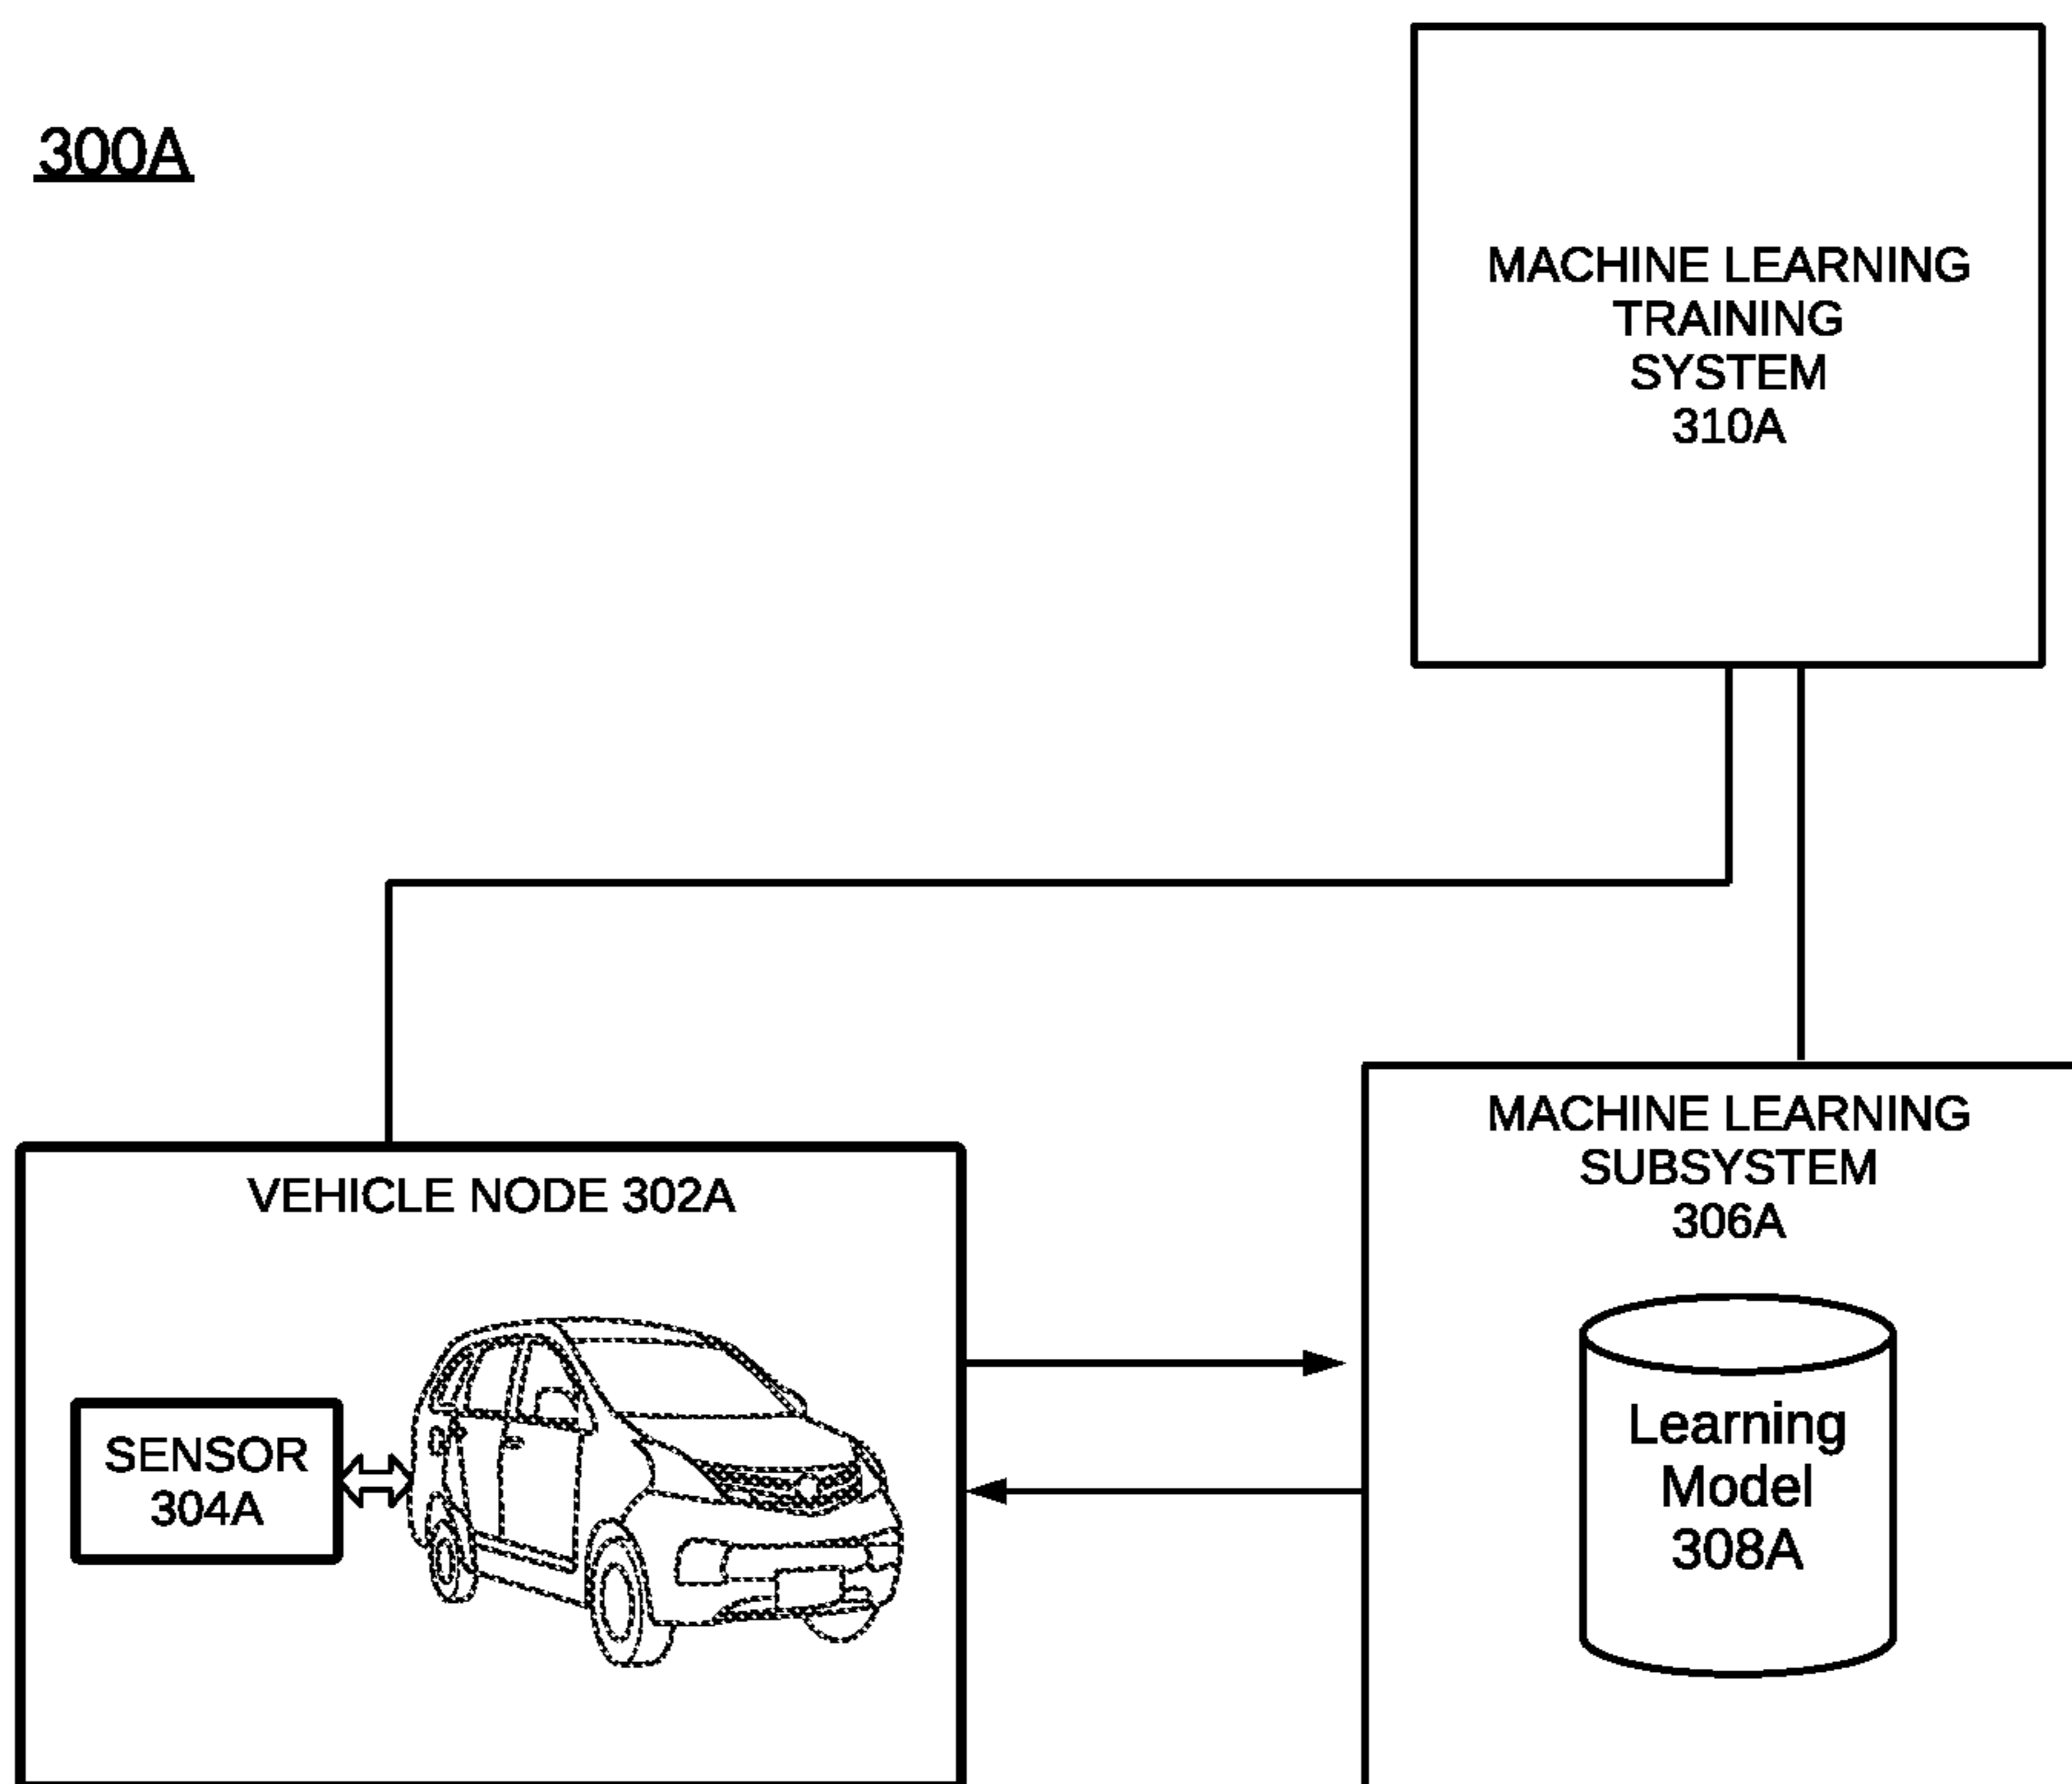 300A
MACHINE LEARNING
TRAINING
SYSTEM
310A
VEHICLE NODE 302A
SENSOR
304A
MACHINE LEARNING
SUBSYSTEM
306A
Learning
Model
308A